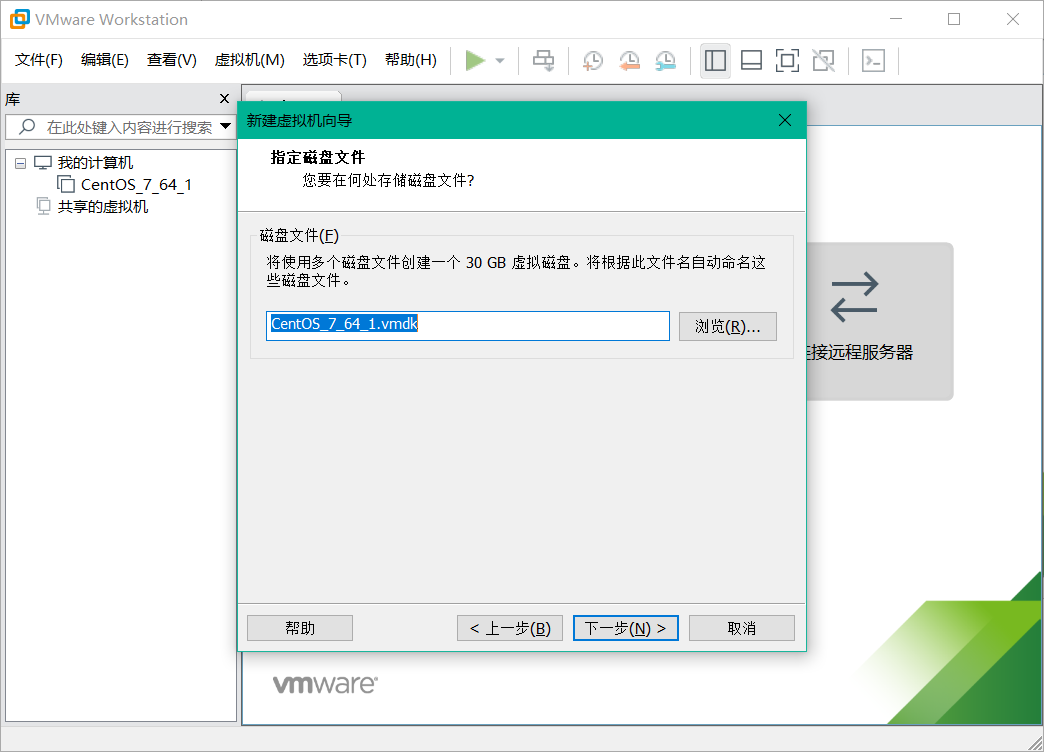 VMware Workstation
文件(F) 编辑(E) 查看(V) 虚拟机(M) 选项卡(T) 帮助(H)
库
在此处键入内容进行搜索
我的计算机
CentOS_7_64_1
共享的虚拟机
新建虚拟机向导
指定磁盘文件
您要在何处存储磁盘文件?
磁盘文件(F)
将使用多个磁盘文件创建一个 30 GB 虚拟磁盘。将根据此文件名自动命名这
些磁盘文件。
CentOS_7_64_1.vmdk
浏览(R)...
接远程服务器
帮助
< 上一步(B)
下一步(N) >
取消
vmware